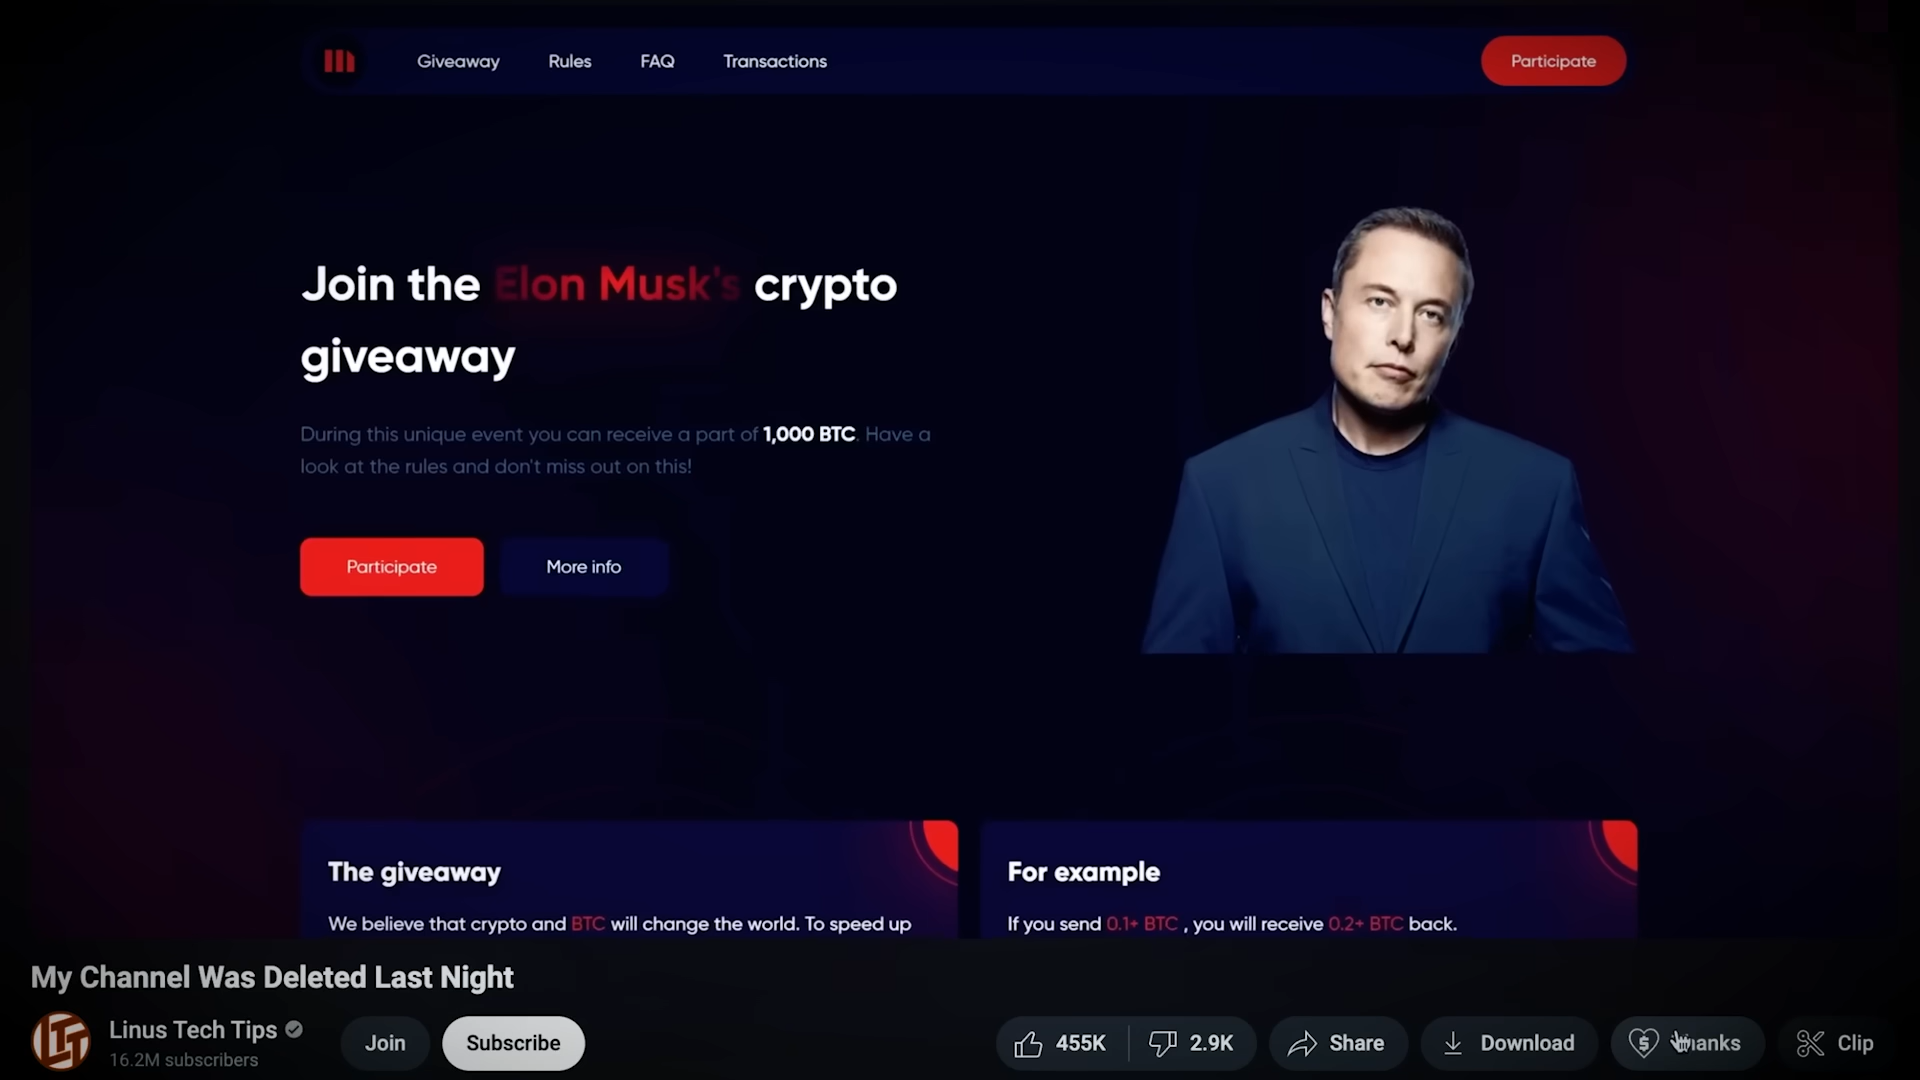 Giveaway Rules FAQ Transactions Participate
Join the Elon Musk's crypto
giveaway
During this unique event you can receive a part of 1,000 BTC. Have a
look at the rules and don't miss out on this!
Participate More info
The giveaway
We believe that crypto and BTC will change the world. To speed up
For example
If you send 0.1+ BTC , you will receive 0.2+ BTC back.
My Channel Was Deleted Last Night
LTT
Linus Tech Tips
16.2M subscribers
Join Subscribe 455K 2.9K Share Download Thanks Clip